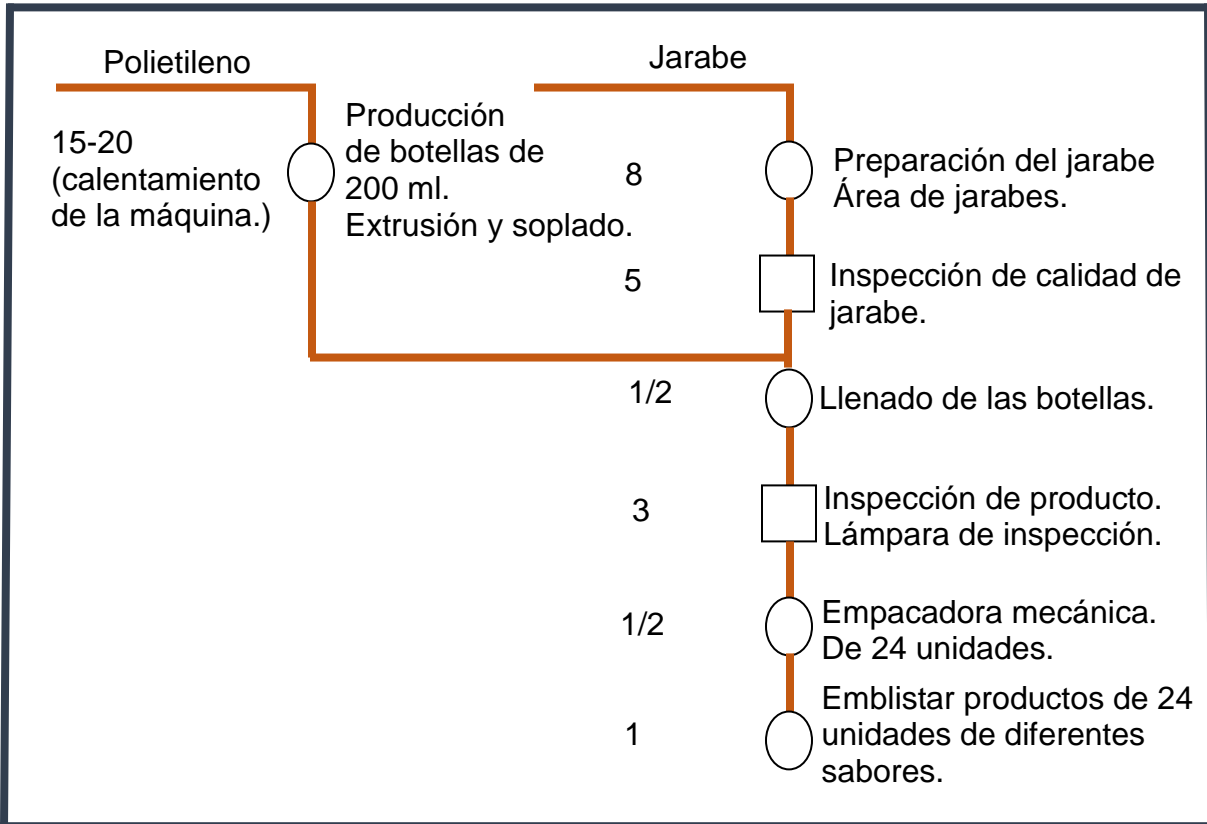 Polietileno
15-20
(calentamiento
de la máquina.)
Producción
de botellas de
200 ml.
Extrusión y soplado.
Jarabe
8
Preparación del jarabe
Área de jarabes.
5
Inspección de calidad de
jarabe.
1/2
Llenado de las botellas.
3
Inspección de producto.
Lámpara de inspección.
1/2
Empacadora mecánica.
De 24 unidades.
1
Emblistar productos de 24
unidades de diferentes
sabores.